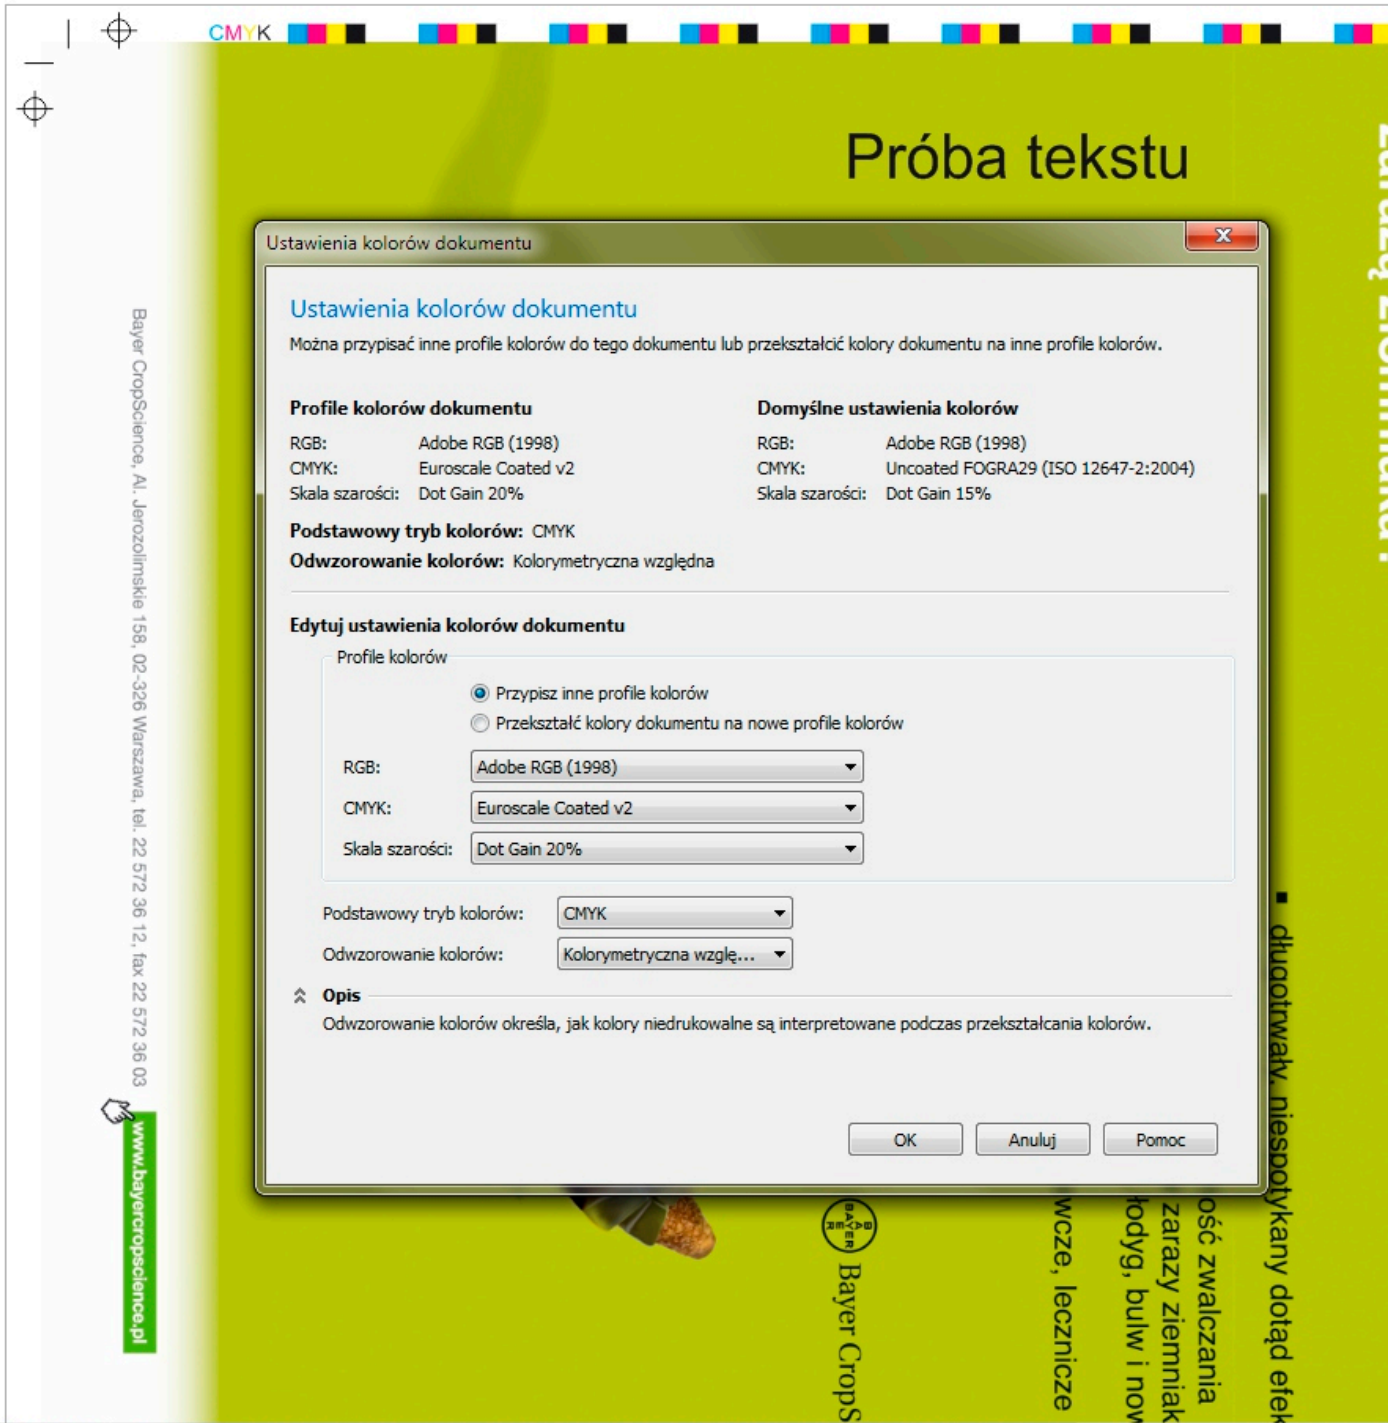 CMYK
Próba tekstu
Ustawienia kolorów dokumentu
Ustawienia kolorów dokumentu
Można przypisać inne profile kolorów do tego dokumentu lub przekształcić kolory dokumentu na inne profile kolorów.
Profile kolorów dokumentu
RGB: Adobe RGB (1998)
CMYK: Euroscale Coated v2
Skala szarości: Dot Gain 20%
Domyślne ustawienia kolorów
RGB: Adobe RGB (1998)
CMYK: Uncoated FOGRA29 (ISO 12647-2:2004)
Skala szarości: Dot Gain 15%
Podstawowy tryb kolorów: CMYK
Odwzorowanie kolorów: Kolorymetryczna względna
Edytuj ustawienia kolorów dokumentu
Profile kolorów
Przypisz inne profile kolorów
Przekształć kolory dokumentu na nowe profile kolorów
RGB: Adobe RGB (1998)
CMYK: Euroscale Coated v2
Skala szarości: Dot Gain 20%
Podstawowy tryb kolorów: CMYK
Odwzorowanie kolorów: Kolorymetryczna wzglę...
Opis
Odwzorowanie kolorów określa, jak kolory niedrukowalne są interpretowane podczas przekształcania kolorów.
OK Anuluj Pomoc
Bayer CropScience, Al. Jerozolimskie 158, 02-326 Warszawa, tel. 22 572 36 12, fax 22 572 36 03
www.bayercropscience.pl
długotrwały, niespotykany dotąd efek
ość zwalczania
zarazy ziemniak
łodyg, bulw i now
wcze, lecznicze
BAYER
BAYER
Bayer CropS